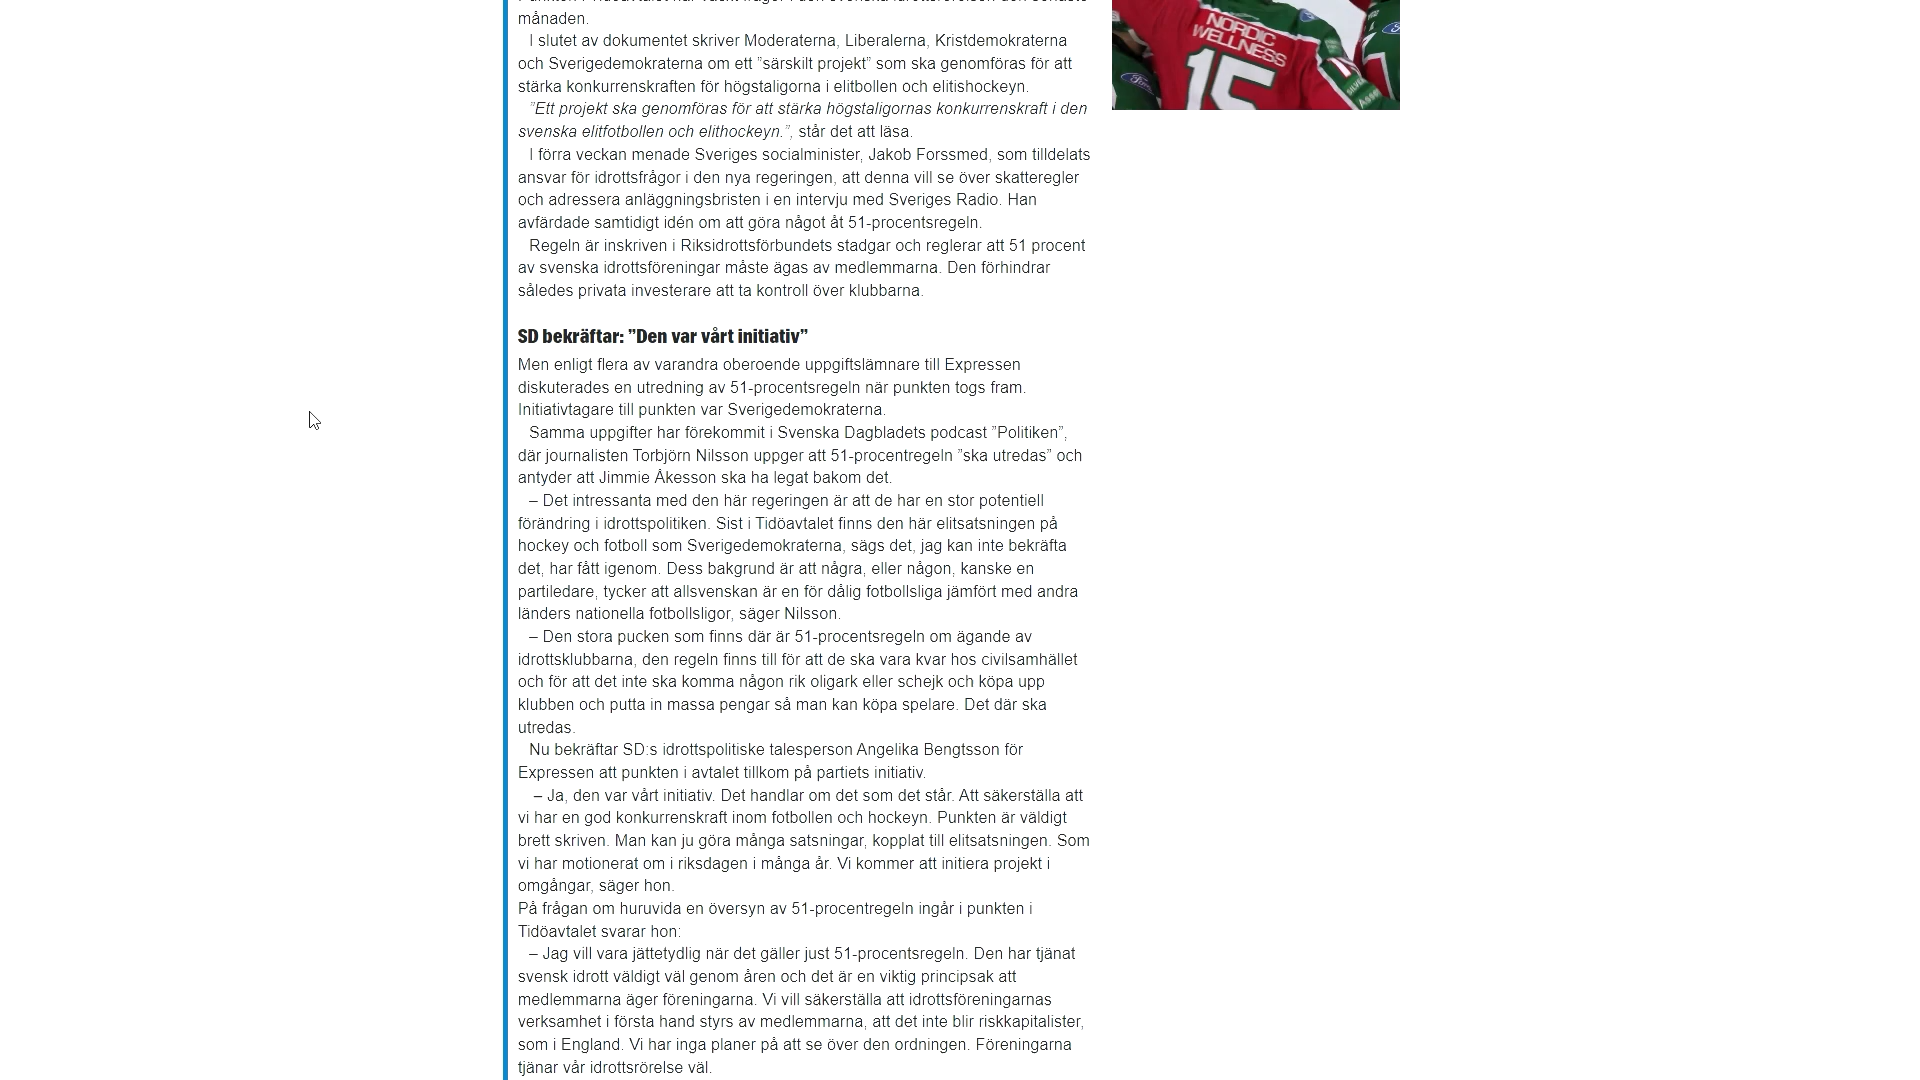 månaden.
I slutet av dokumentet skriver Moderaterna, Liberalerna, Kristdemokraterna
och Sverigedemokraterna om ett ”särskilt projekt” som ska genomföras för att
stärka konkurrenskraften för högstaligorna i elitbollen och elitishockeyn.
”Ett projekt ska genomföras för att stärka högstaligornas konkurrenskraft i den
svenska elitfotbollen och elithockeyn.”, står det att läsa.
I förra veckan menade Sveriges socialminister, Jakob Forssmed, som tilldelats
ansvar för idrottsfrågor i den nya regeringen, att denna vill se över skatteregler
och adressera anläggningsbristen i en intervju med Sveriges Radio. Han
avfärdade samtidigt idén om att göra något åt 51-procentsregeln.
Regeln är inskriven i Riksidrottsförbundets stadgar och reglerar att 51 procent
av svenska idrottsföreningar måste ägas av medlemmarna. Den förhindrar
således privata investerare att ta kontroll över klubbarna.
SD bekräftar: ”Den var vårt initiativ”
Men enligt flera av varandra oberoende uppgiftslämnare till Expressen
diskuterades en utredning av 51-procentsregeln när punkten togs fram.
Initiativtagare till punkten var Sverigedemokraterna.
Samma uppgifter har förekommit i Svenska Dagbladets podcast ”Politiken”,
där journalisten Torbjörn Nilsson uppger att 51-procentregeln ”ska utredas” och
antyder att Jimmie Åkesson ska ha legat bakom det.
– Det intressanta med den här regeringen är att de har en stor potentiell
förändring i idrottspolitiken. Sist i Tidöavtalet finns den här elitsatsningen på
hockey och fotboll som Sverigedemokraterna, sägs det, jag kan inte bekräfta
det, har fått igenom. Dess bakgrund är att några, eller någon, kanske en
partiledare, tycker att allsvenskan är en för dålig fotbollsliga jämfört med andra
länders nationella fotbollsligor, säger Nilsson.
– Den stora pucken som finns där är 51-procentsregeln om ägande av
idrottsklubbarna, den regeln finns till för att de ska vara kvar hos civilsamhället
och för att det inte ska komma någon rik oligark eller schejk och köpa upp
klubben och putta in massa pengar så man kan köpa spelare. Det där ska
utredas.
Nu bekräftar SD:s idrottspolitiske talesperson Angelika Bengtsson för
Expressen att punkten i avtalet tillkom på partiets initiativ.
– Ja, den var vårt initiativ. Det handlar om det som det står. Att säkerställa att
vi har en god konkurrenskraft inom fotbollen och hockeyn. Punkten är väldigt
brett skriven. Man kan ju göra många satsningar, kopplat till elitsatsningen. Som
vi har motionerat om i riksdagen i många år. Vi kommer att initiera projekt i
omgångar, säger hon.
På frågan om huruvida en översyn av 51-procentregeln ingår i punkten i
Tidöavtalet svarar hon:
– Jag vill vara jättetydlig när det gäller just 51-procentsregeln. Den har tjänat
svensk idrott väldigt väl genom åren och det är en viktig principsak att
medlemmarna äger föreningarna. Vi vill säkerställa att idrottsföreningarnas
verksamhet i första hand styrs av medlemmarna, att det inte blir riskkapitalister,
som i England. Vi har inga planer på att se över den ordningen. Föreningarna
tjänar vår idrottsrörelse väl.
NORDIC
WELLNESS
15
Ford